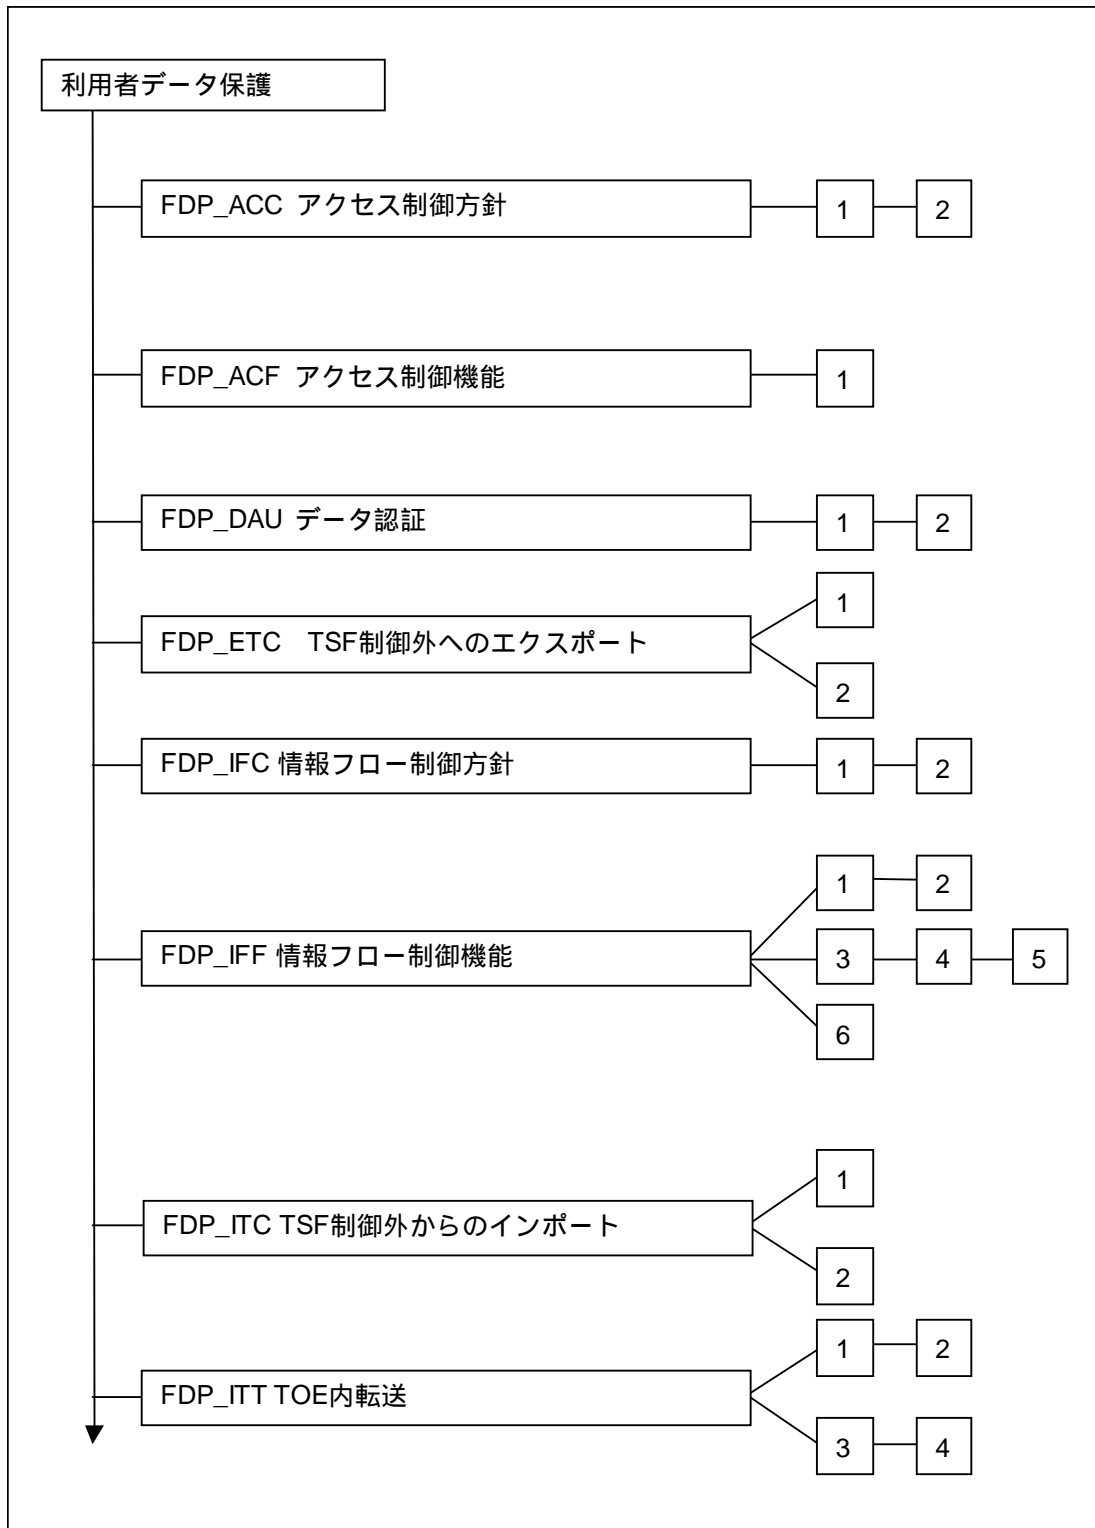 利用者データ保護
FDP_ACC アクセス制御方針 1 2
FDP_ACF アクセス制御機能 1
FDP_DAU データ認証 1 2
1
FDP_ETC　TSF制御外へのエクスポート
2
FDP_IFC 情報フロー制御方針 1 2
1 2
FDP_IFF 情報フロー制御機能 3 4 5
6
1
FDP_ITC TSF制御外からのインポート
2
1 2
FDP_ITT TOE内転送
3 4